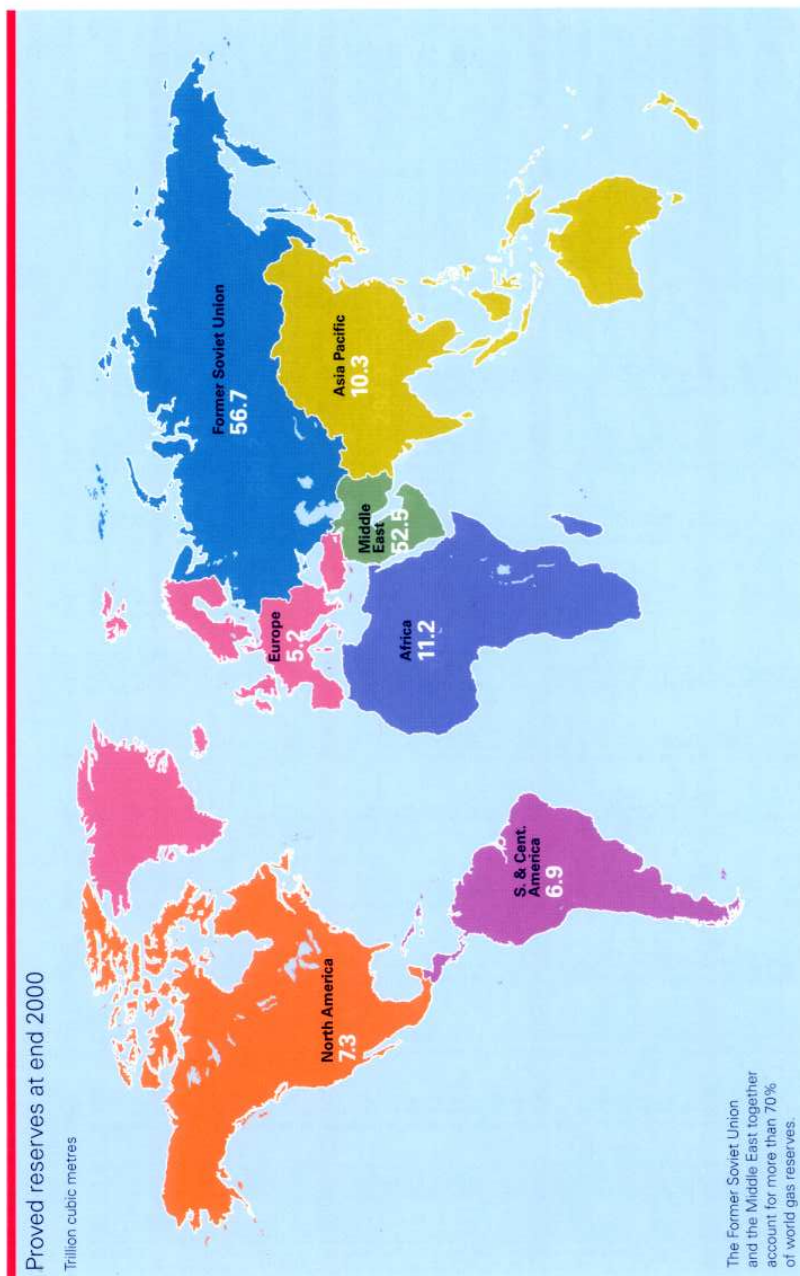 Proved reserves at end 2000
Trillion cubic metres
Former Soviet Union
56.7
Europe
5.2
Asia Pacific
10.3
Middle
East
52.5
North America
7.3
Africa
11.2
S. & Cent.
America
6.9
The Former Soviet Union
and the Middle East together
account for more than 70%
of world gas reserves.